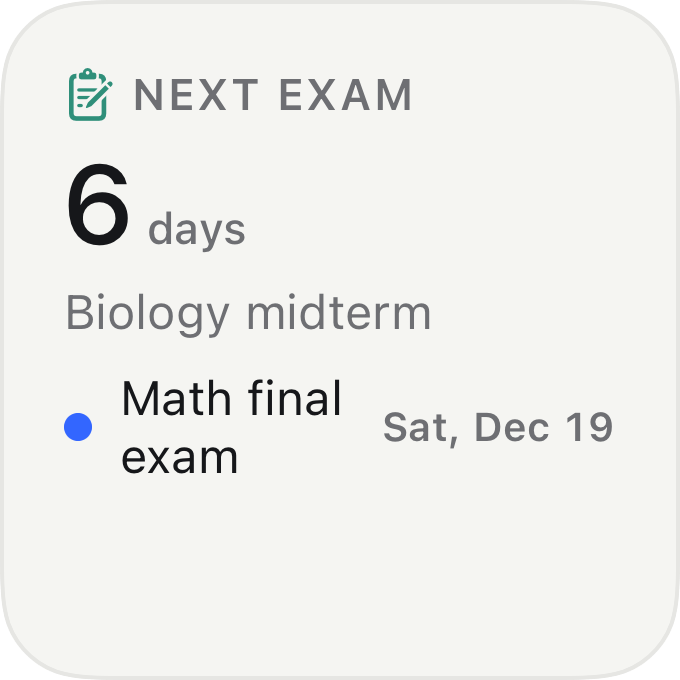 NEXT EXAM
6 days
Biology midterm
Math final
exam
Sat, Dec 19